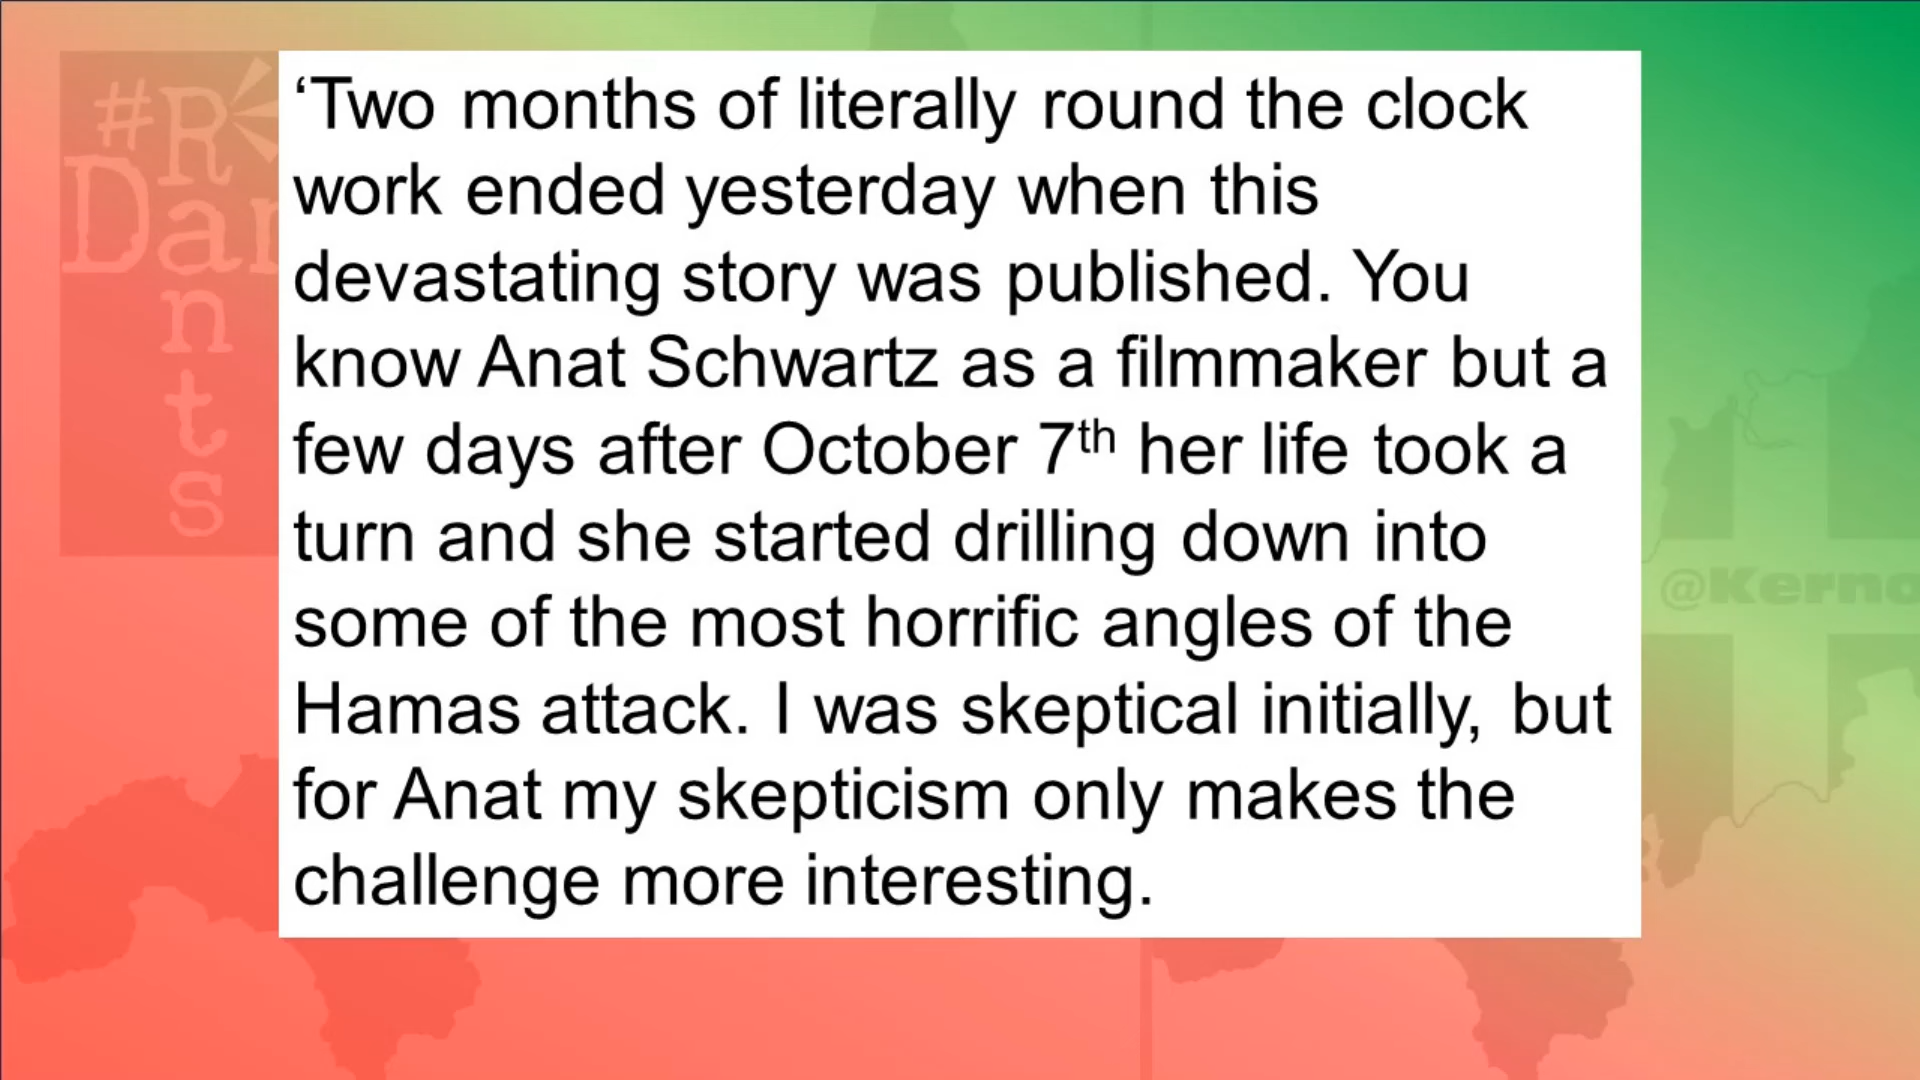 #R
Dan
n
t
s
‘Two months of literally round the clock
work ended yesterday when this
devastating story was published. You
know Anat Schwartz as a filmmaker but a
few days after October 7th her life took a
turn and she started drilling down into
some of the most horrific angles of the
Hamas attack. I was skeptical initially, but
for Anat my skepticism only makes the
challenge more interesting.
@Kerno